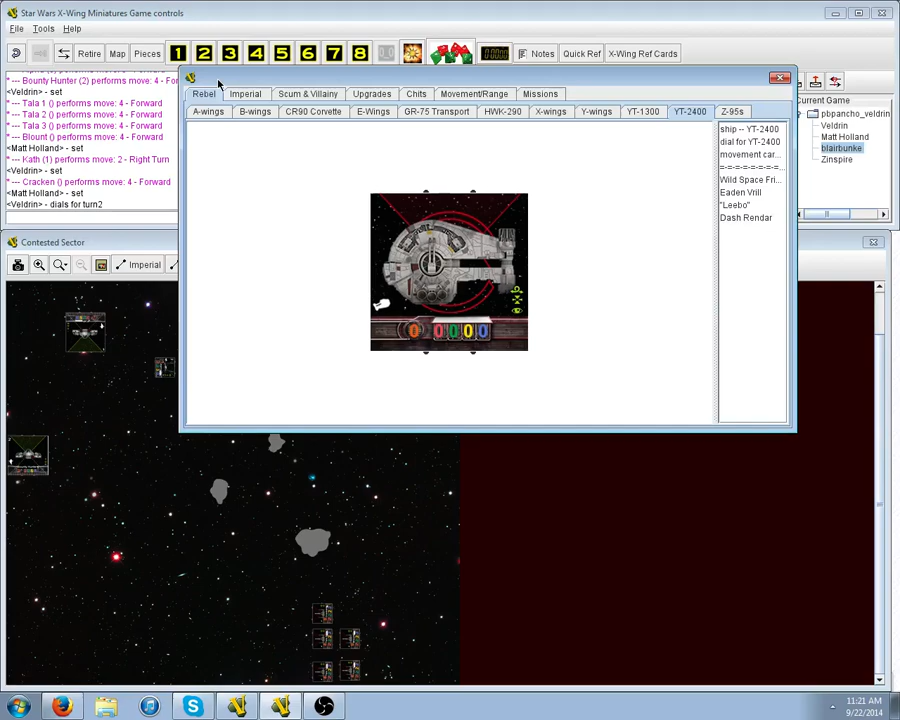 Star Wars X-Wing Miniatures Game controls
File Tools Help
Retire Map Pieces 1 2 3 4 5 6 7 8 Notes Quick Ref X-Wing Ref Cards
* --- Bounty Hunter (2) performs move: 4 - For
<Veldrin> - set
* --- Tala 1 () performs move: 4 - Forward
* --- Tala 2 () performs move: 4 - Forward
* --- Tala 3 () performs move: 4 - Forward
* --- Blount () performs move: 4 - Forward
<Matt Holland> - set
* --- Kath (1) performs move: 2 - Right Turn
<Veldrin> - set
* --- Cracken () performs move: 4 - Forward
<Matt Holland> - set
<Veldrin> - dials for turn2
Rebel Imperial Scum & Villainy Upgrades Chits Movement/Range Missions
A-wings B-wings CR90 Corvette E-Wings GR-75 Transport HWK-290 X-wings Y-wings YT-1300 YT-2400 Z-95s
ship -- YT-2400
dial for YT-2400
movement car...
=-=-=-=-=-=-=...
Wild Space Fri...
Eaden Vrill
"Leebo"
Dash Rendar
0 0 0 0 0
urrent Game
pbpancho_veldrin
Veldrin
Matt Holland
blairbunke
Zinspire
Contested Sector
Imperial
11:21 AM
9/22/2014